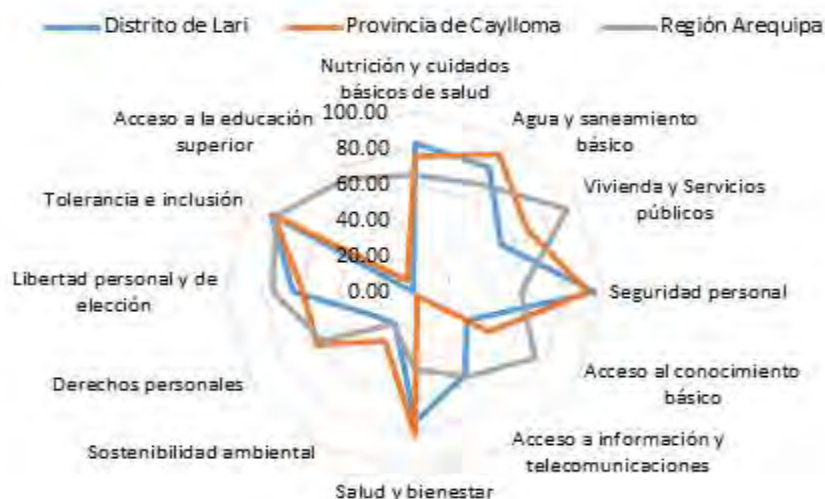 Distrito de Lari
Provincia de Caylloma
Región Arequipa
Nutrición y cuidados
básicos de salud
100.00
80.00
60.00
40.00
20.00
0.00
Agua y saneamiento
básico
Vivienda y Servicios
públicos
Seguridad personal
Acceso al conocimiento
básico
Acceso a información y
telecomunicaciones
Salud y bienestar
Sostenibilidad ambiental
Derechos personales
Libertad personal y de
elección
Tolerancia e inclusión
Acceso a la educación
superior